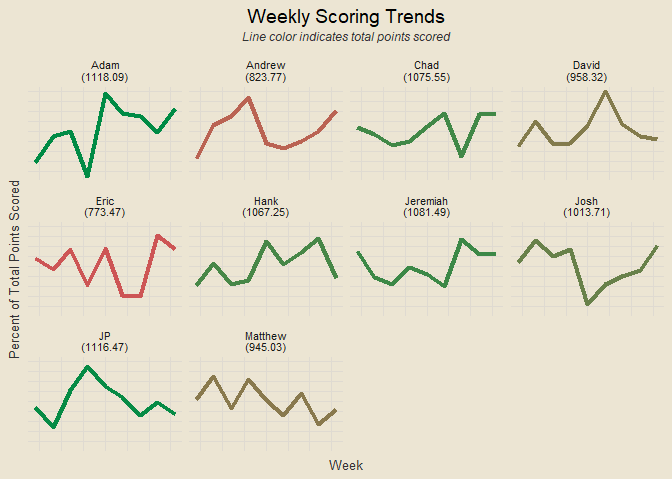 Weekly Scoring Trends
Line color indicates total points scored
Adam
(1118.09)
Andrew
(823.77)
Chad
(1075.55)
David
(958.32)
Eric
(773.47)
Hank
(1067.25)
Jeremiah
(1081.49)
Josh
(1013.71)
JP
(1116.47)
Matthew
(945.03)
Percent of Total Points Scored
Week